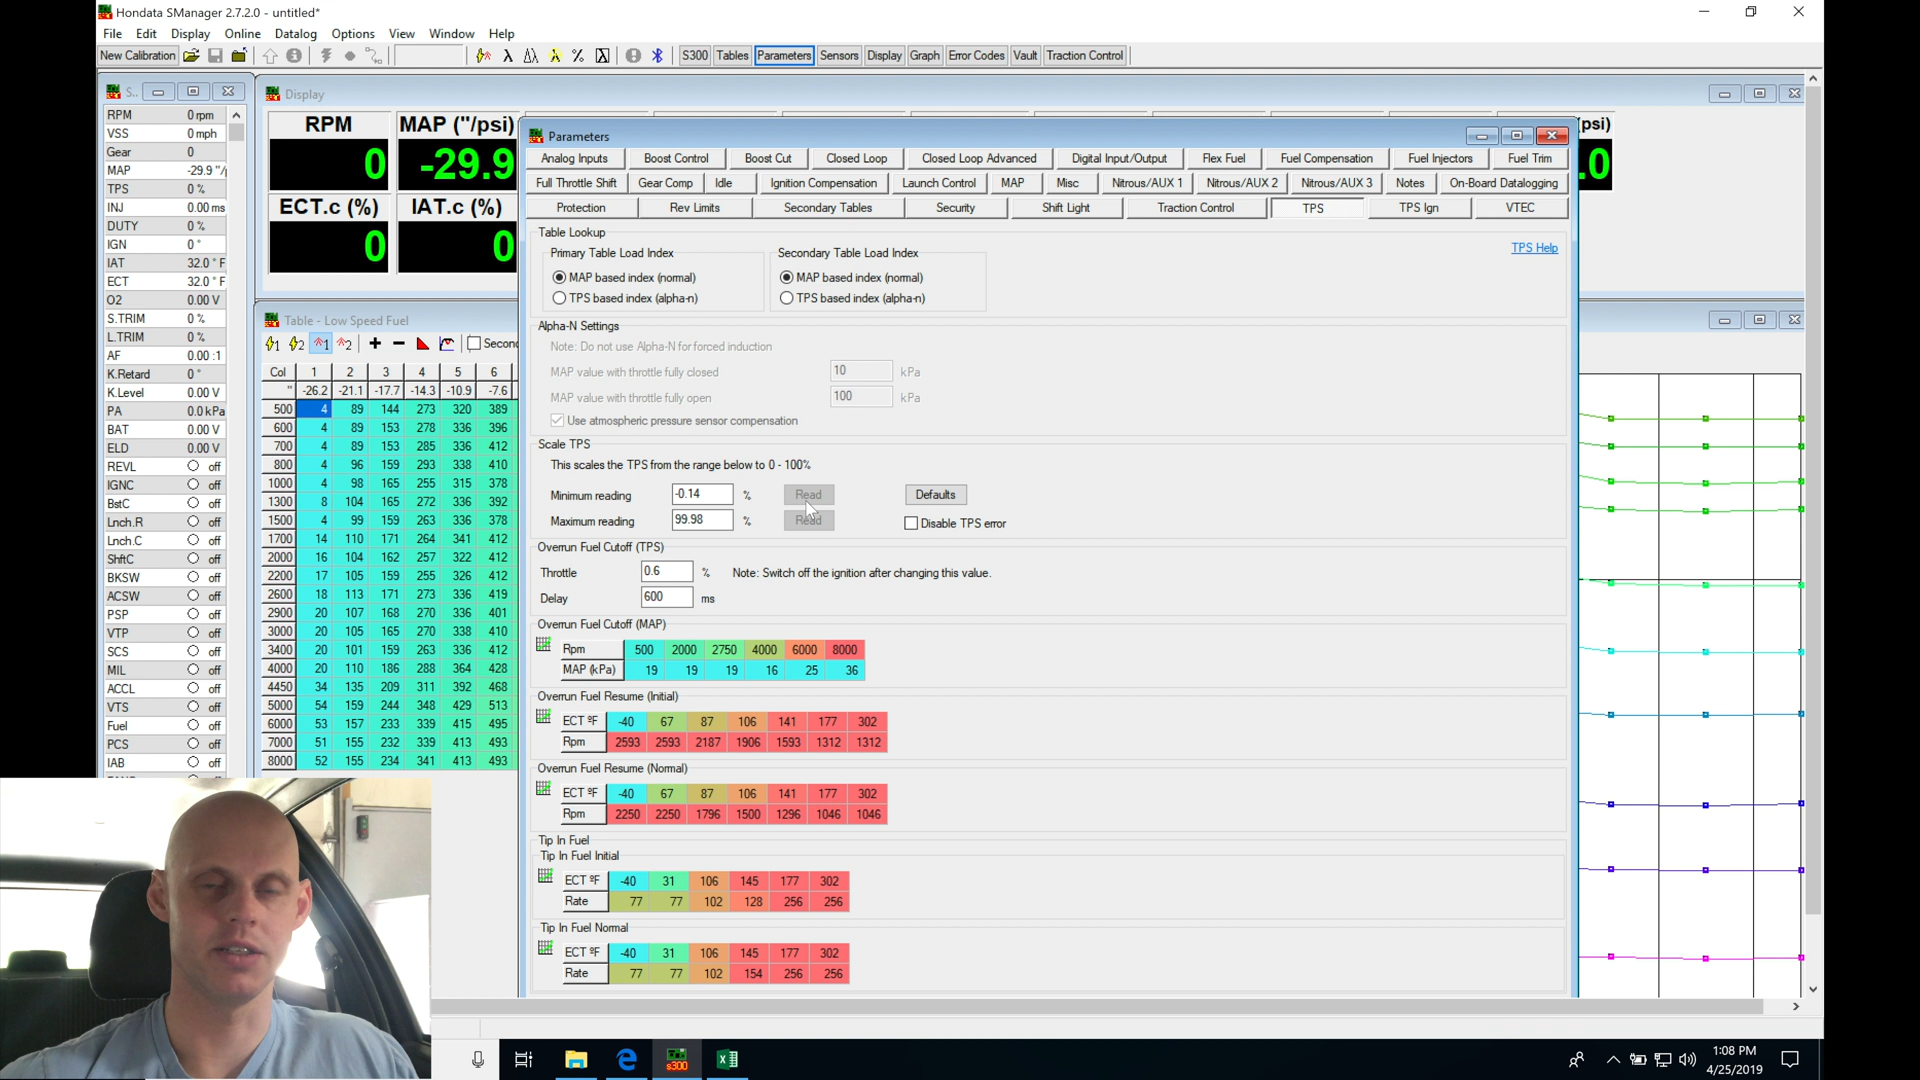 Hondata SManager 2.7.2.0 - untitled*
File Edit Display Online Datalog Options View Window Help
New Calibration S300 Tables Parameters Sensors Display Graph Error Codes Vault Traction Control
S..
RPM 0 rpm
VSS 0 mph
Gear 0
MAP -29.9 "/
TPS 0 %
INJ 0.00 ms
DUTY 0 %
IGN 0 °
IAT 32.0 ° F
ECT 32.0 ° F
O2 0.00 V
S.TRIM 0 %
L.TRIM 0 %
AF 0.00 :1
K.Retard 0 °
K.Level 0.00 V
PA 0.0 kPa
BAT 0.00 V
ELD 0.00 V
REVL off
IGNC off
BstC off
Lnch.R off
Lnch.C off
ShftC off
BKSW off
ACSW off
PSP off
VTP off
SCS off
MIL off
ACCL off
VTS off
Fuel off
PCS off
IAB off
Display
RPM MAP ("/psi)
0 -29.9
ECT.c (%) IAT.c (%)
0 0
(psi)
.0
Table - Low Speed Fuel
1 2 1 2 Second
Col 1 2 3 4 5 6
" -26.2 -21.1 -17.7 -14.3 -10.9 -7.6
500 4 89 144 273 320 389
600 4 89 153 278 336 396
700 4 89 153 285 336 412
800 4 96 159 293 338 410
1000 4 98 165 255 315 378
1300 8 104 165 272 336 392
1500 4 99 159 263 336 378
1700 14 110 171 264 341 412
2000 16 104 162 257 322 412
2200 17 105 159 255 326 412
2600 18 113 171 273 336 419
2900 20 107 168 270 336 401
3000 20 105 165 270 338 410
3400 20 101 159 263 336 412
4000 20 110 186 288 364 428
4450 34 135 209 311 392 468
5000 54 159 244 348 429 513
6000 53 157 233 339 415 495
7000 51 155 232 339 413 493
8000 52 155 234 341 413 493
Parameters
Analog Inputs Boost Control Boost Cut Closed Loop Closed Loop Advanced Digital Input/Output Flex Fuel Fuel Compensation Fuel Injectors Fuel Trim
Full Throttle Shift Gear Comp Idle Ignition Compensation Launch Control MAP Misc Nitrous/AUX 1 Nitrous/AUX 2 Nitrous/AUX 3 Notes On-Board Datalogging
Protection Rev Limits Secondary Tables Security Shift Light Traction Control TPS TPS Ign VTEC
Table Lookup
TPS Help
Primary Table Load Index Secondary Table Load Index
MAP based index (normal) MAP based index (normal)
TPS based index (alpha-n) TPS based index (alpha-n)
Alpha-N Settings
Note: Do not use Alpha-N for forced induction
MAP value with throttle fully closed 10 kPa
MAP value with throttle fully open 100 kPa
Use atmospheric pressure sensor compensation
Scale TPS
This scales the TPS from the range below to 0 - 100%
Minimum reading -0.14 % Read Defaults
Maximum reading 99.98 % Read Disable TPS error
Overrun Fuel Cutoff (TPS)
Throttle 0.6 % Note: Switch off the ignition after changing this value.
Delay 600 ms
Overrun Fuel Cutoff (MAP)
Rpm 500 2000 2750 4000 6000 8000
MAP (kPa) 19 19 19 16 25 36
Overrun Fuel Resume (Initial)
ECT ºF -40 67 87 106 141 177 302
Rpm 2593 2593 2187 1906 1593 1312 1312
Overrun Fuel Resume (Normal)
ECT ºF -40 67 87 106 141 177 302
Rpm 2250 2250 1796 1500 1296 1046 1046
Tip In Fuel
Tip In Fuel Initial
ECT ºF -40 31 106 145 177 302
Rate 77 77 102 128 256 256
Tip In Fuel Normal
ECT ºF -40 31 106 145 177 302
Rate 77 77 102 154 256 256
s300
1:08 PM
4/25/2019